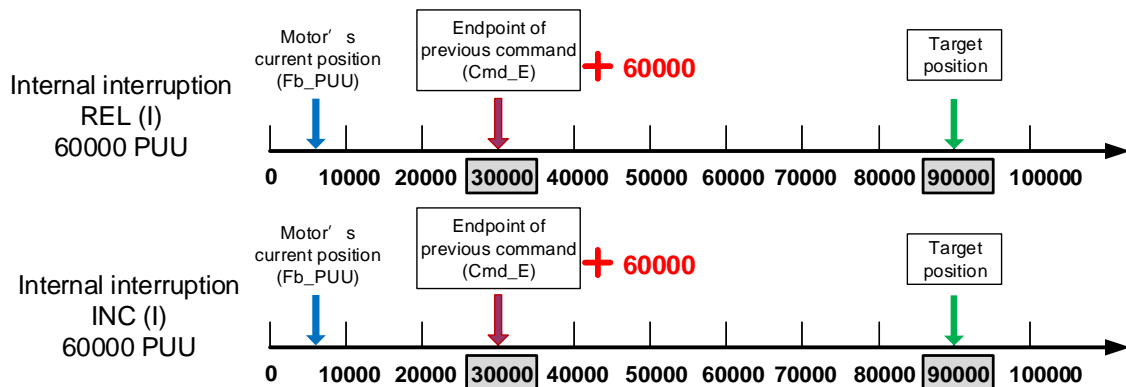 Internal interruption
REL (I)
60000 PUU
Motor’ s
current position
(Fb_PUU)
Endpoint of
previous command
(Cmd_E)
+ 60000
Target
position
0 10000 20000 30000 40000 50000 60000 70000 80000 90000 100000
Internal interruption
INC (I)
60000 PUU
Motor’ s
current position
(Fb_PUU)
Endpoint of
previous command
(Cmd_E)
+ 60000
Target
position
0 10000 20000 30000 40000 50000 60000 70000 80000 90000 100000